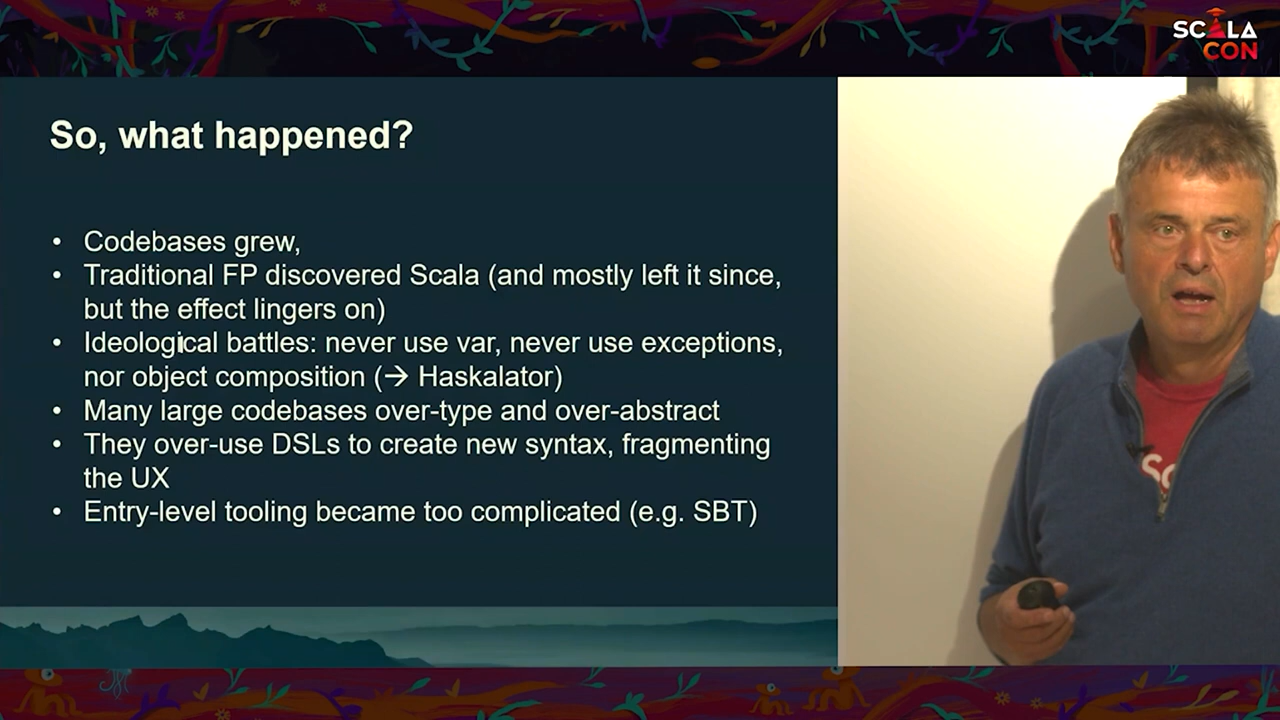 SCALA
CON
So, what happened?
• Codebases grew,
• Traditional FP discovered Scala (and mostly left it since,
but the effect lingers on)
• Ideological battles: never use var, never use exceptions,
nor object composition (→ Haskalator)
• Many large codebases over-type and over-abstract
• They over-use DSLs to create new syntax, fragmenting
the UX
• Entry-level tooling became too complicated (e.g. SBT)
Sc